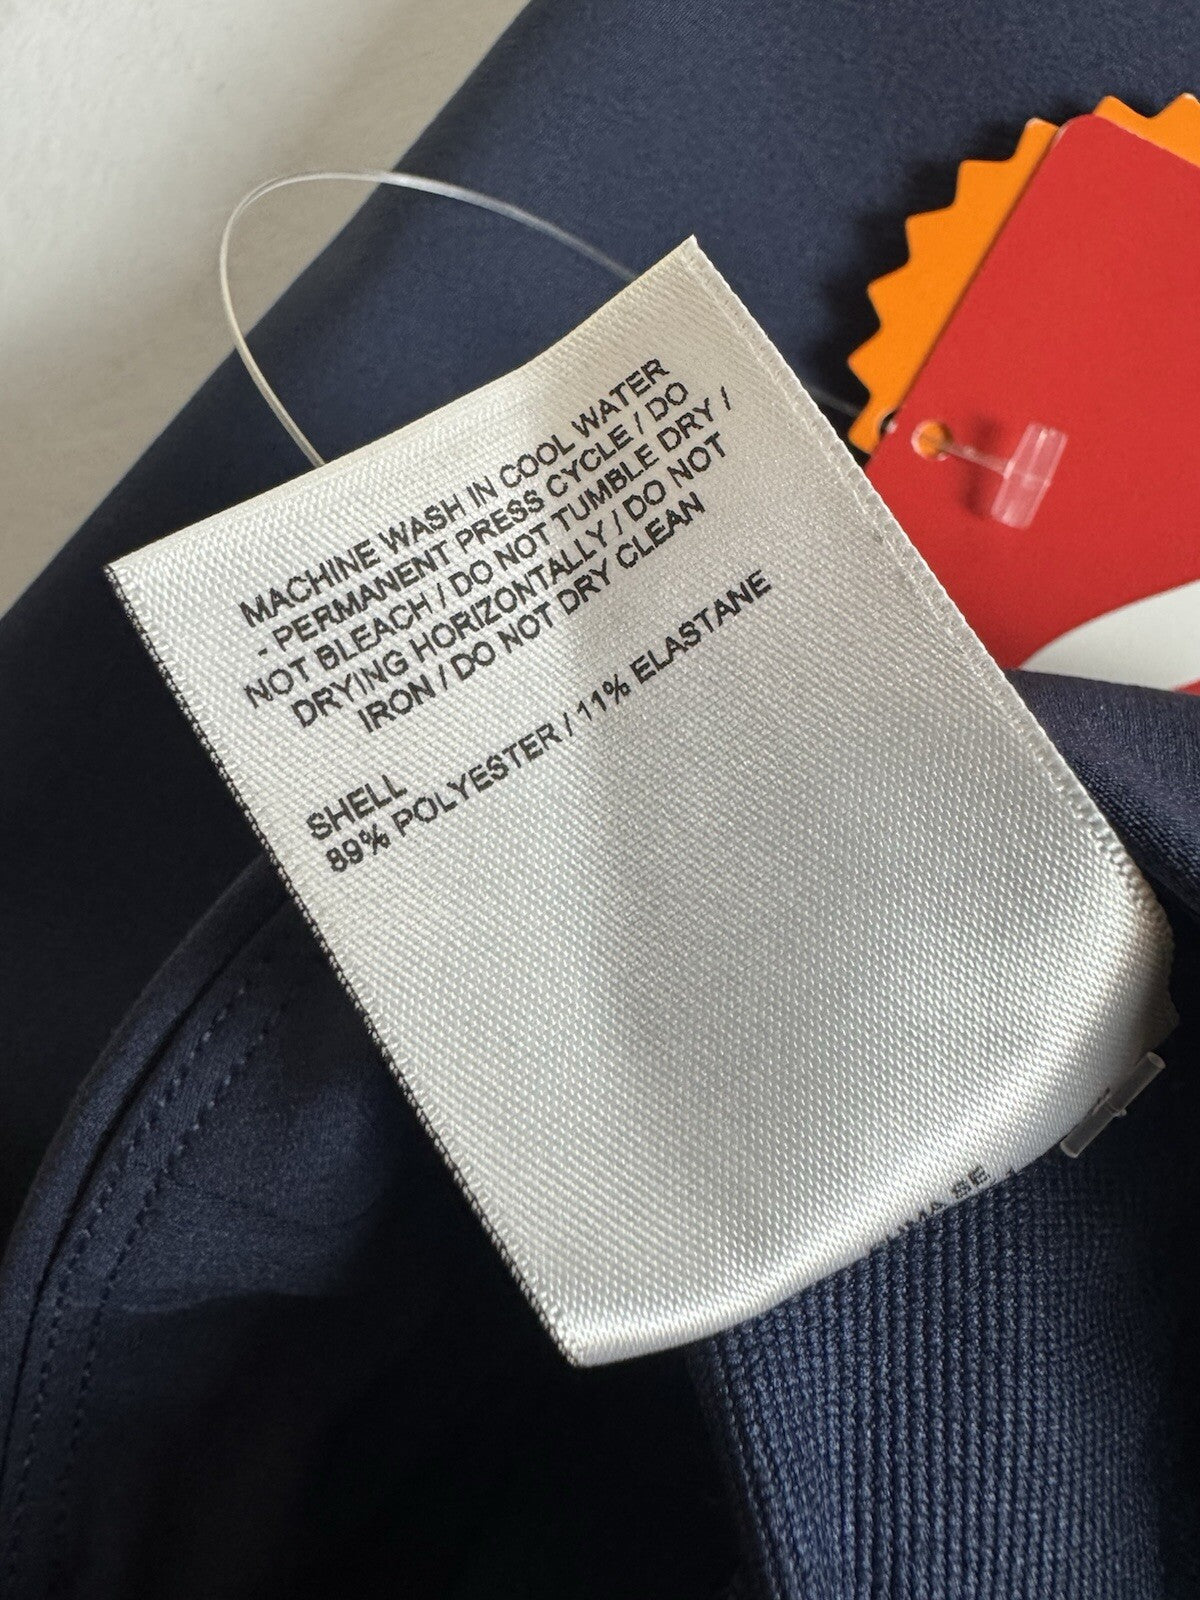 MACHINE WASH IN COOL WATER
- PERMANENT PRESS CYCLE / DO
NOT BLEACH / DO NOT TUMBLE DRY /
DRYING HORIZONTALLY / DO NOT
IRON / DO NOT DRY CLEAN
SHELL
89% POLYESTER / 11% ELASTANE
SE